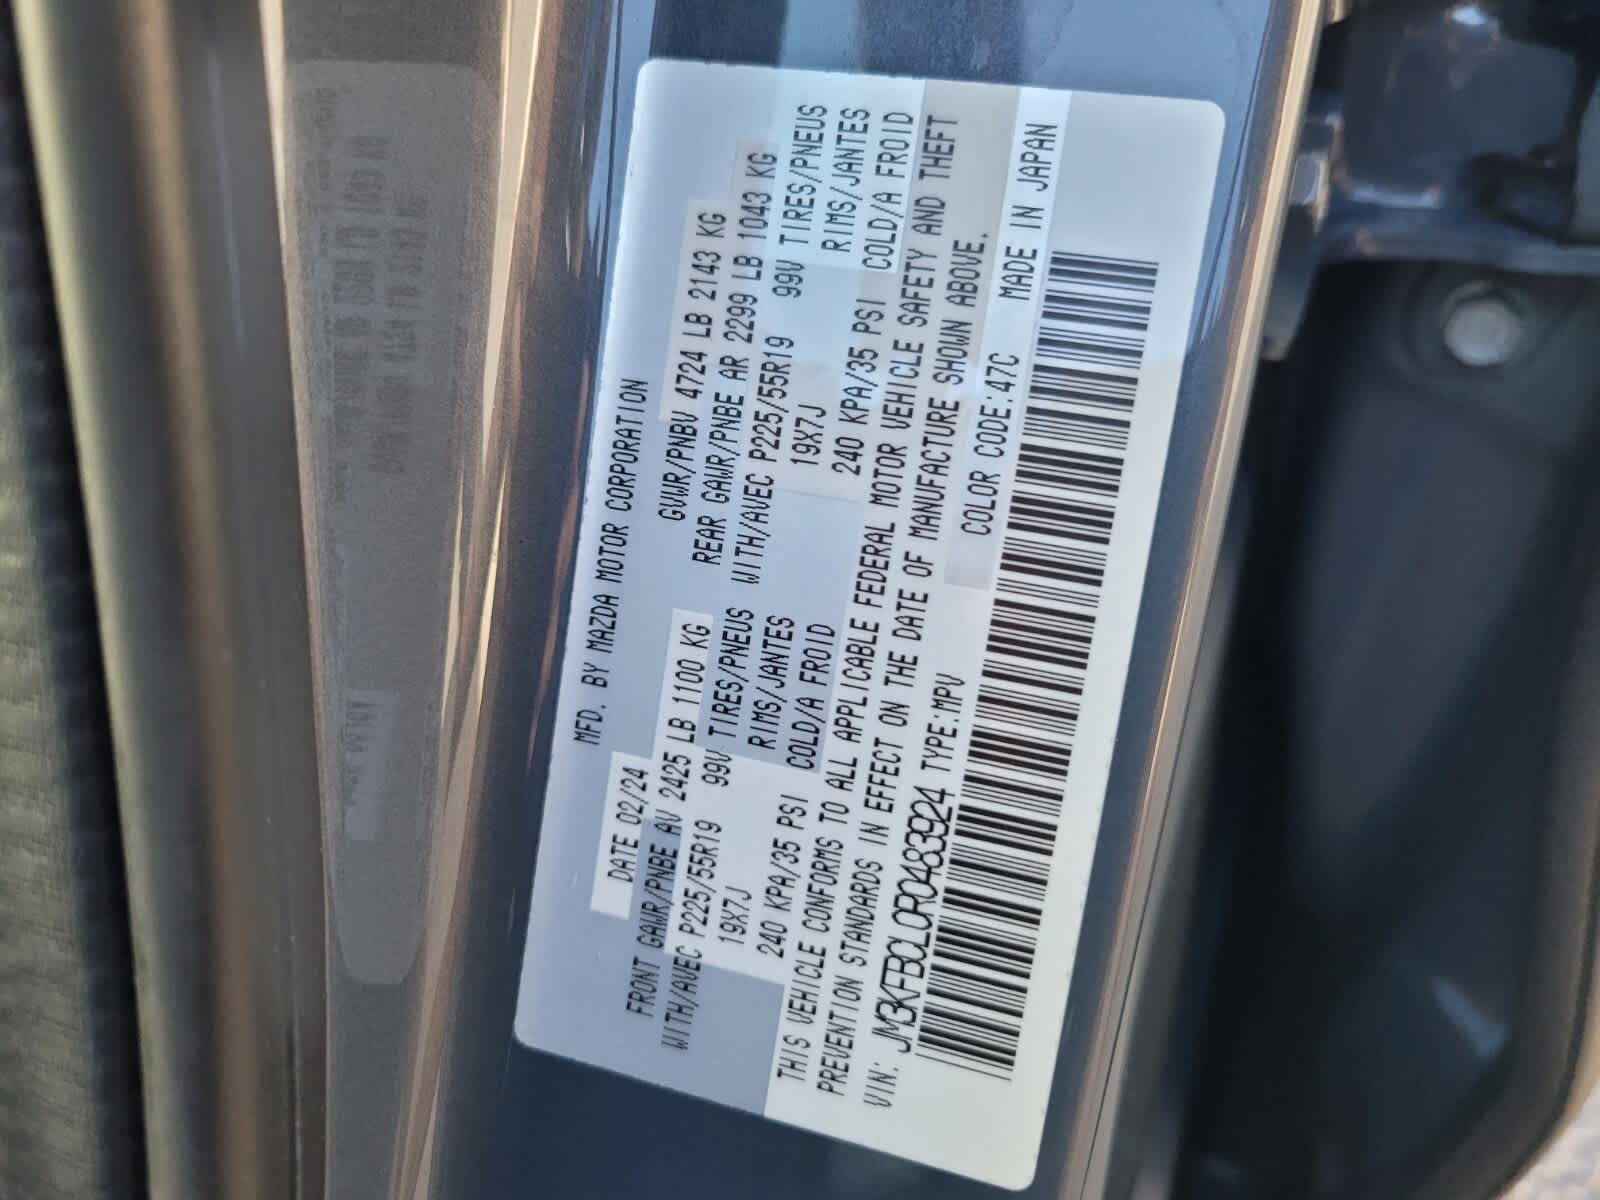 MFD. BY MAZDA MOTOR CORPORATION
DATE 02/24 GVWR/PNBV 4724 LB 2143 KG
FRONT GAWR/PNBE AV 2425 LB 1100 KG REAR GAWR/PNBE AR 2299 LB 1043 KG
WITH/AVEC P225/55R19 99V TIRES/PNEUS WITH/AVEC P225/55R19 99V TIRES/PNEUS
19X7J RIMS/JANTES 19X7J RIMS/JANTES
240 KPA/35 PSI COLD/A FROID 240 KPA/35 PSI COLD/A FROID
THIS VEHICLE CONFORMS TO ALL APPLICABLE FEDERAL MOTOR VEHICLE SAFETY AND THEFT
PREVENTION STANDARDS IN EFFECT ON THE DATE OF MANUFACTURE SHOWN ABOVE.
VIN: JM3KFBCL0R0483924 TYPE:MPV COLOR CODE:47C MADE IN JAPAN